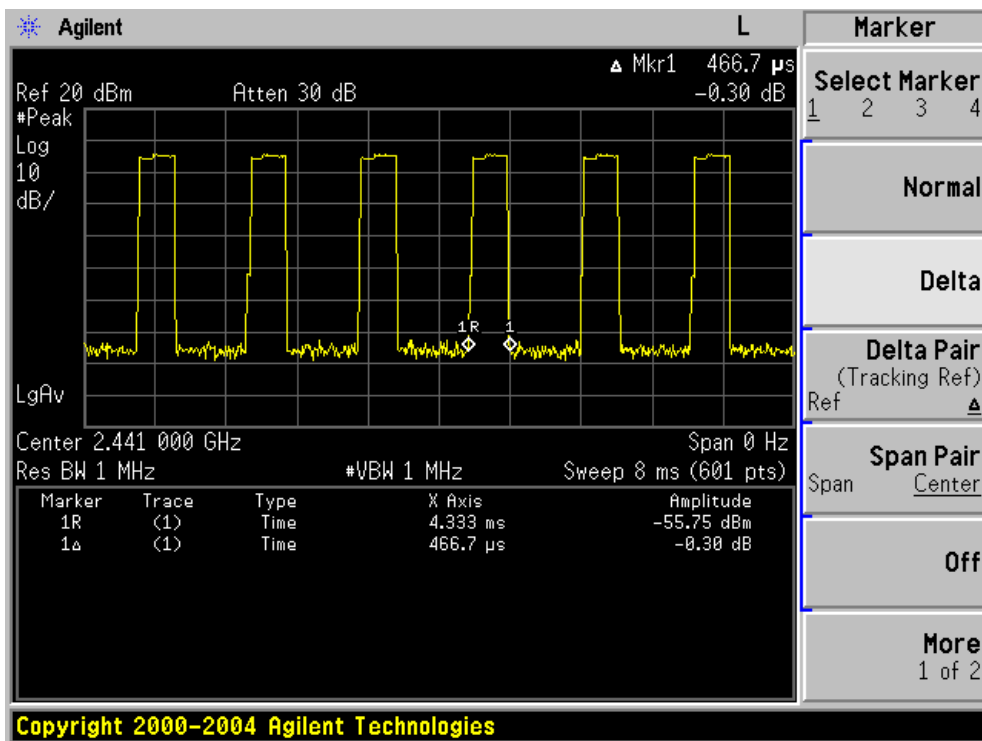 Agilent L Marker
Δ Mkr1 466.7 µs
Ref 20 dBm Atten 30 dB -0.30 dB
#Peak
Log
10
dB/
1R 1
LgAv
Center 2.441 000 GHz Span 0 Hz
Res BW 1 MHz #VBW 1 MHz Sweep 8 ms (601 pts)
Marker Trace Type X Axis Amplitude
1R (1) Time 4.333 ms -55.75 dBm
1Δ (1) Time 466.7 µs -0.30 dB
Select Marker
1 2 3 4
Normal
Delta
Delta Pair
(Tracking Ref)
Ref Δ
Span Pair
Span Center
Off
More
1 of 2
Copyright 2000-2004 Agilent Technologies